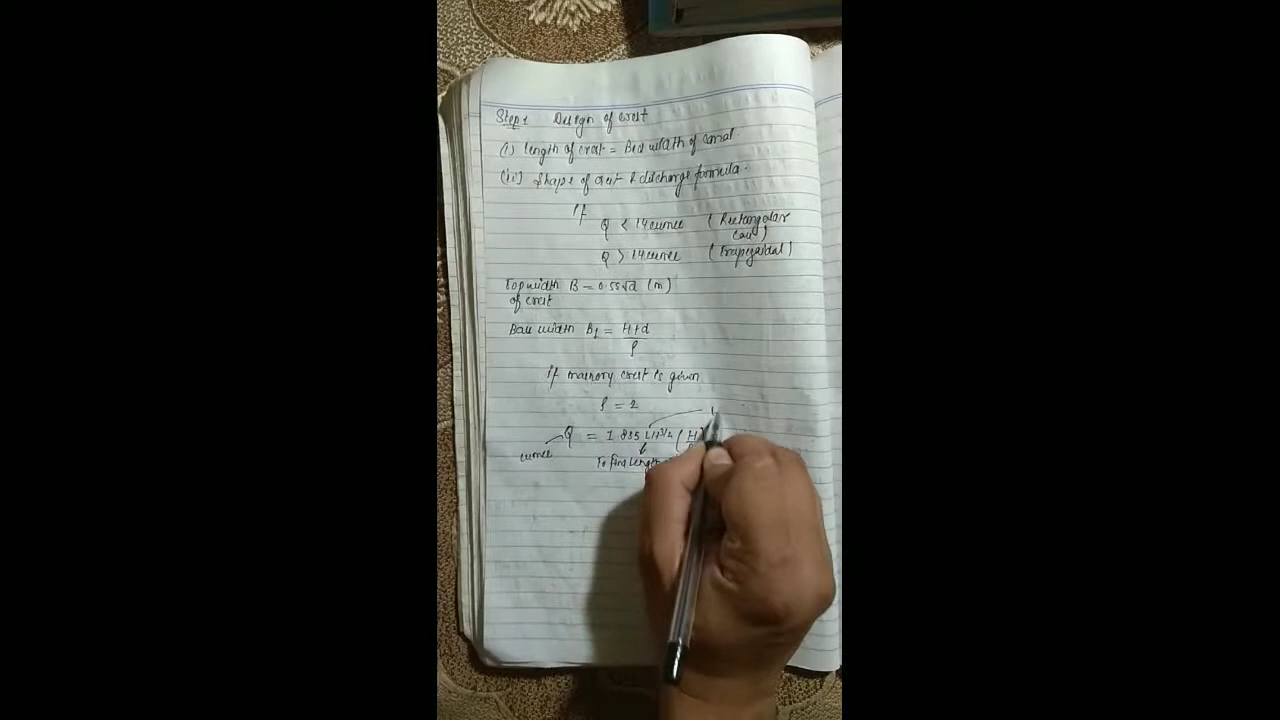 Step 1 Design of crest
(i) Length of crest = Bed width of canal.
(ii) Shape of crest & discharge formula.
If
Q < 14 cumec (Rectangular
Q > 14 cumec (Trapezoidal)
Top width B = 0.55√d (m)
of crest
Base width B1 = H+d
ρ
if masonry crest is given
ρ = 2
Q = 1.835 LH3/2 (H
cumec
To find length